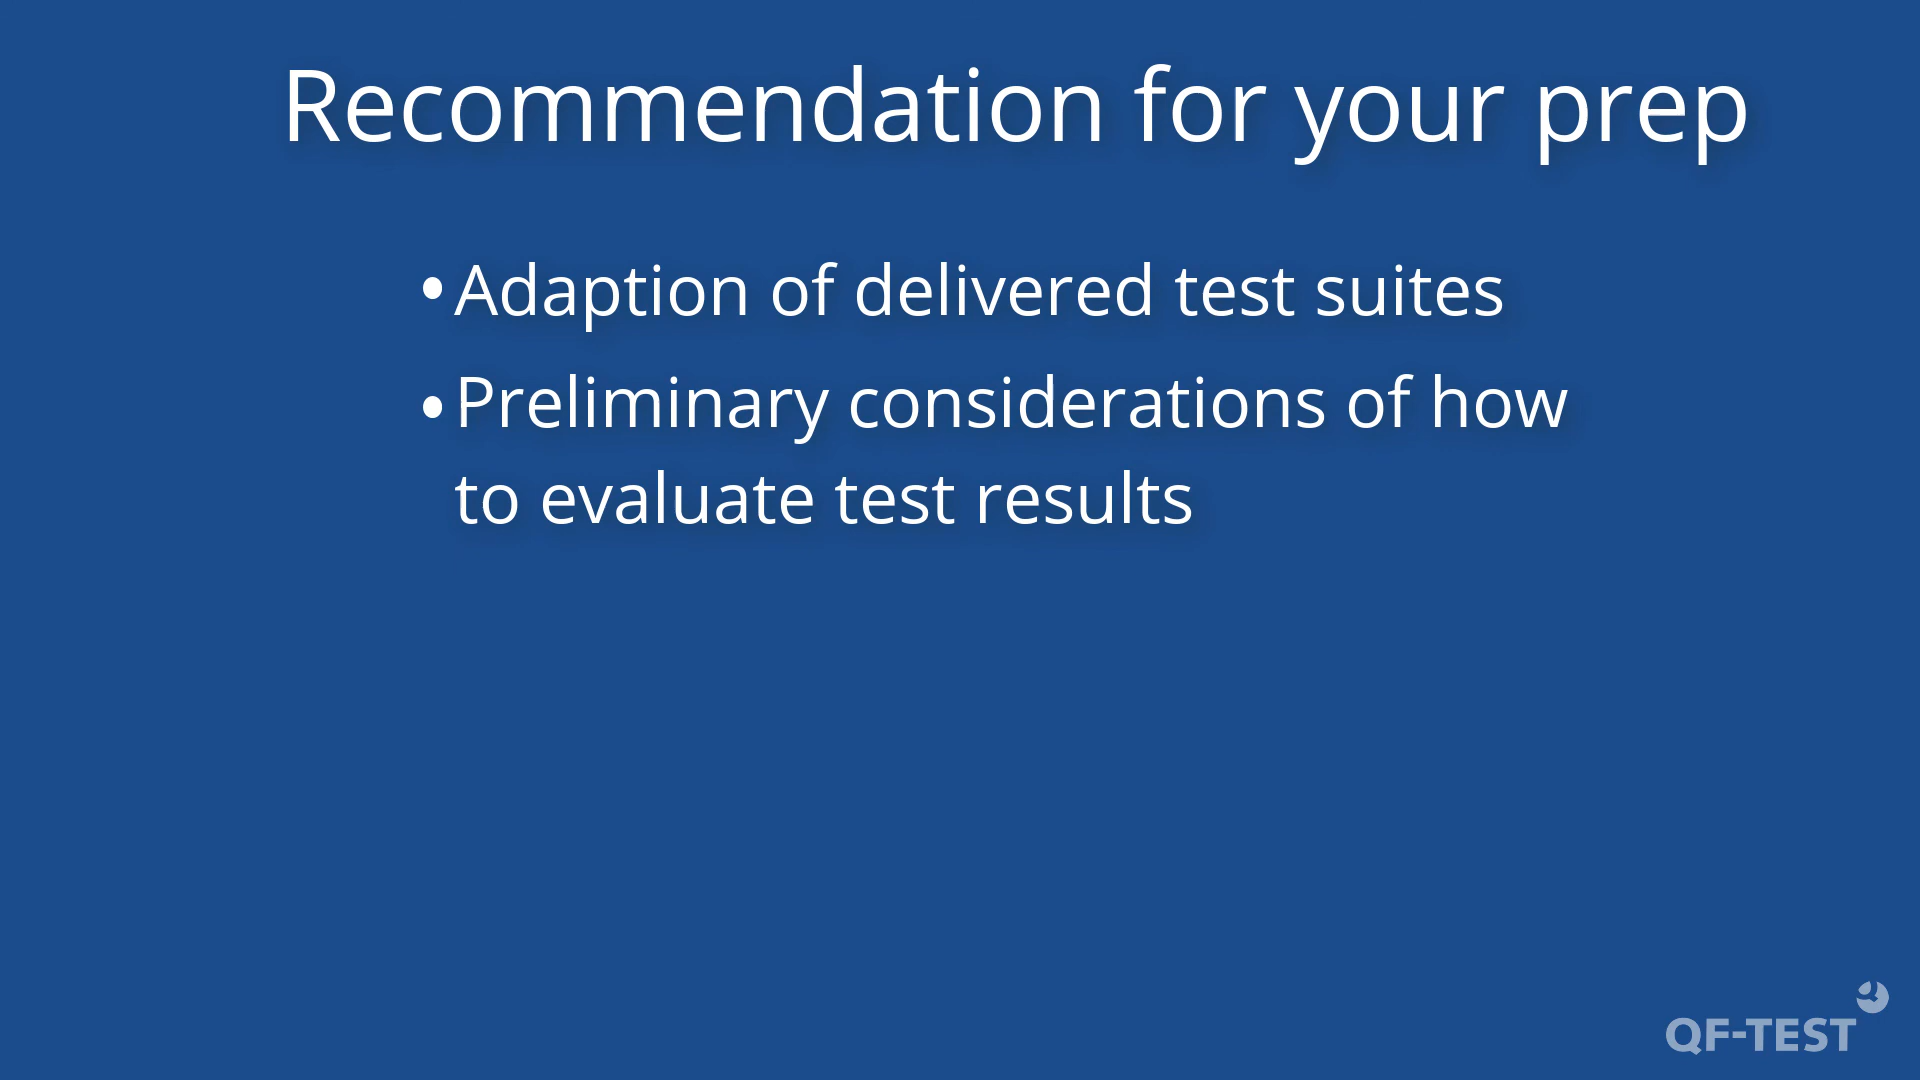 Recommendation for your prep
• Adaption of delivered test suites
• Preliminary considerations of how
to evaluate test results
QF-TEST